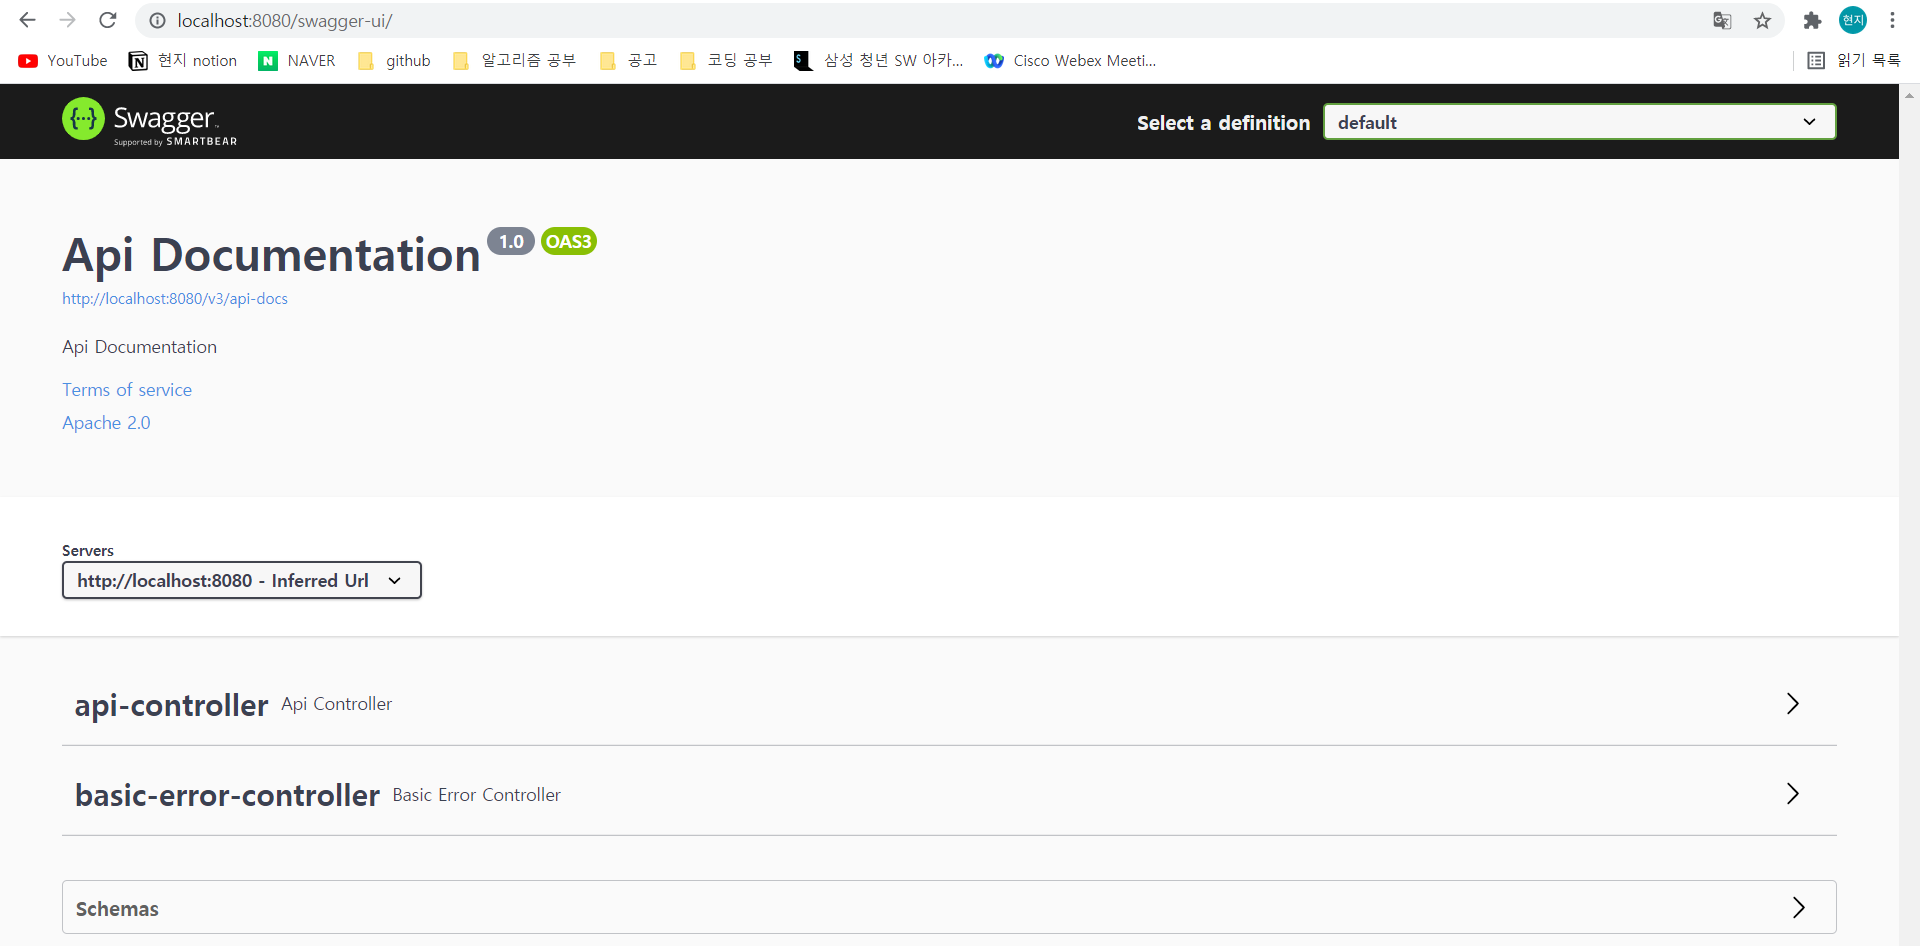 localhost:8080/swagger-ui/
현지
YouTube 현지 notion NAVER github 알고리즘 공부 공고 코딩 공부 삼성 청년 SW 아카... Cisco Webex Meeti... 읽기 목록
{···} Swagger™
Supported by SMARTBEAR
Select a definition default
Api Documentation 1.0 OAS3
http://localhost:8080/v3/api-docs
Api Documentation
Terms of service
Apache 2.0
Servers
http://localhost:8080 - Inferred Url
api-controller Api Controller
basic-error-controller Basic Error Controller
Schemas